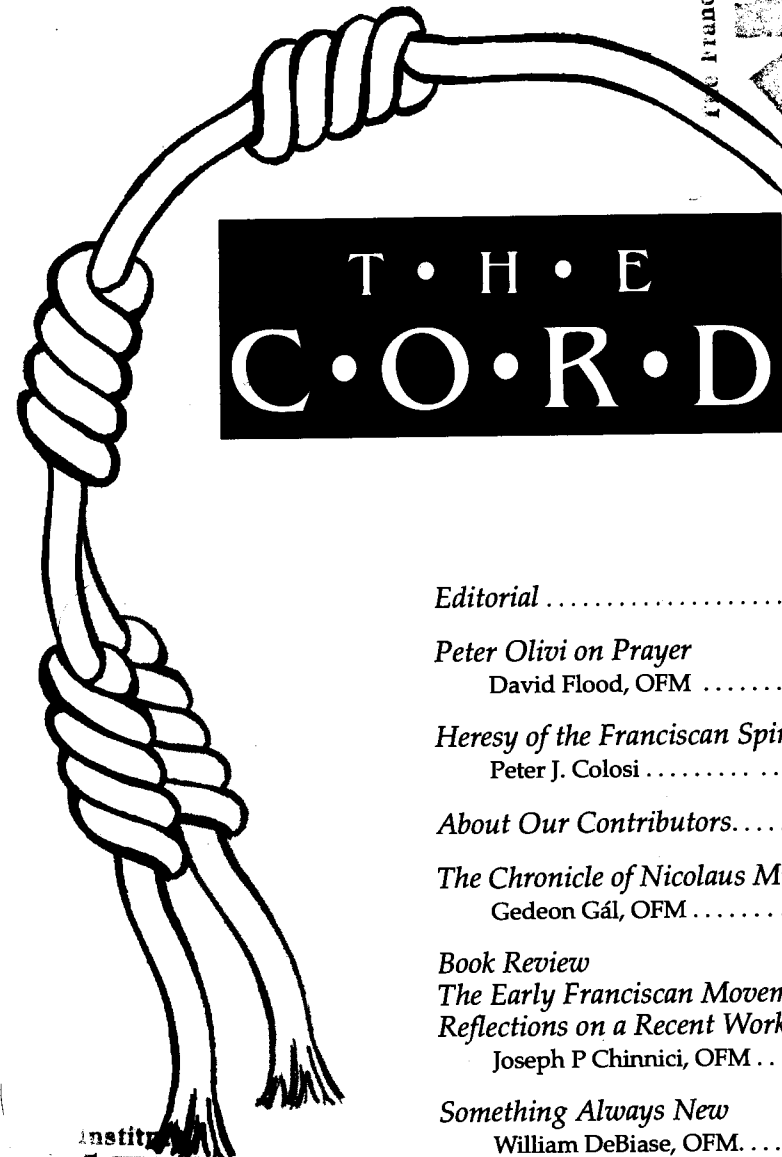 T • H • E
C • O • R • D
Editorial ....................
Peter Olivi on Prayer
David Flood, OFM ........
Heresy of the Franciscan
Peter J. Colosi ......... ..
About Our Contributors....
The Chronicle of Nicolaus
Gedeon Gál, OFM ........
Book Review
The Early Franciscan
Reflections on a Recent Work
Joseph P Chinnici, OFM ..
Something Always New
William DeBiase, OFM....